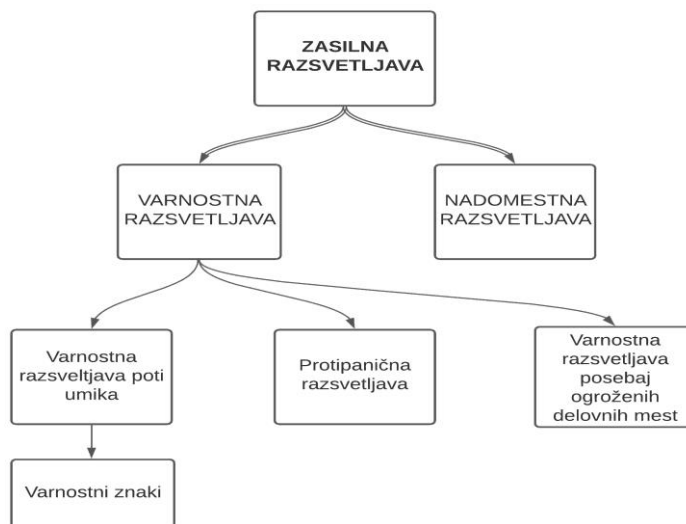 ZASILNA
RAZSVETLJAVA
VARNOSTNA
RAZSVETLJAVA
NADOMESTNA
RAZSVETLJAVA
Varnostna
razsveltjava poti
umika
Protipanična
razsvetljava
Varnostna
razsvetljava
posebaj
ogroženih
delovnih mest
Varnostni znaki